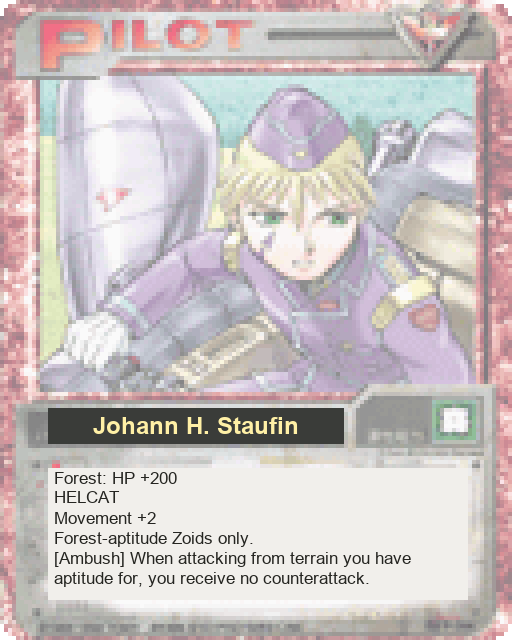 PILOT
Johann H. Staufin
Forest: HP +200
HELCAT
Movement +2
Forest-aptitude Zoids only.
[Ambush] When attacking from terrain you have
aptitude for, you receive no counterattack.